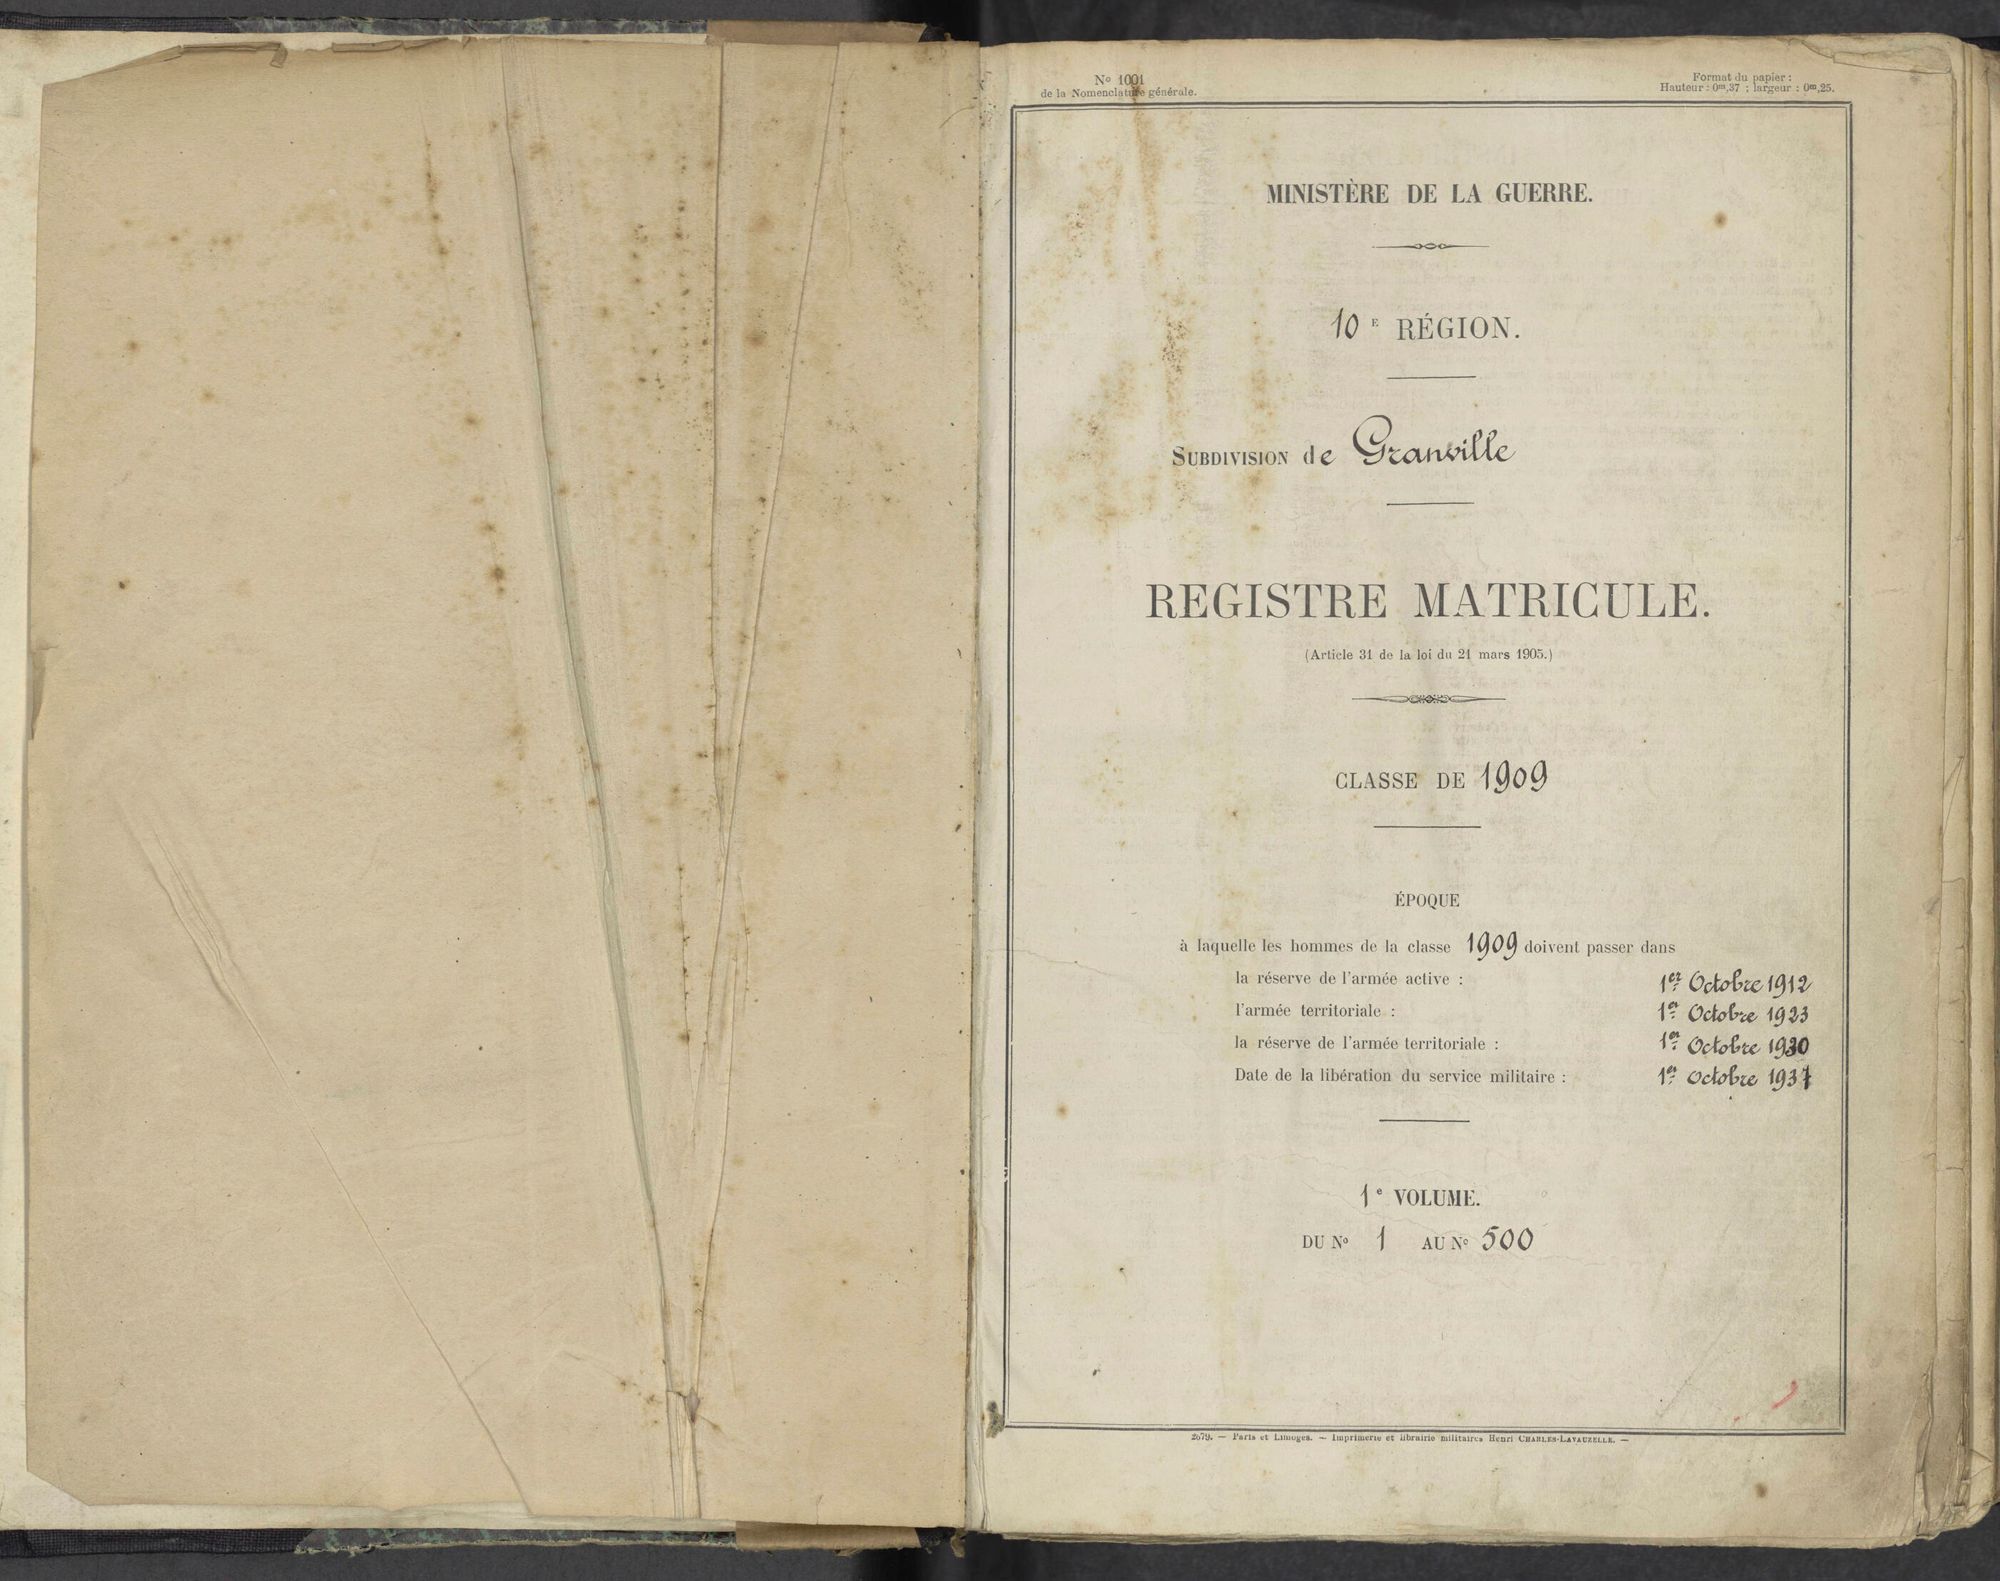 N° 1001
de la Nomenclature générale.
Format du papier :
Hauteur : 0m,37 ; largeur : 0m,25.
MINISTÈRE DE LA GUERRE.
10 E RÉGION.
SUBDIVISION de Granville
REGISTRE MATRICULE.
(Article 31 de la loi du 21 mars 1905.)
CLASSE DE 1909
ÉPOQUE
à laquelle les hommes de la classe 1909 doivent passer dans
la réserve de l'armée active : 1er Octobre 1912
l'armée territoriale : 1er Octobre 1923
la réserve de l'armée territoriale : 1er Octobre 1930
Date de la libération du service militaire : 1er Octobre 1937
1e VOLUME.
DU N° 1 AU N° 500
2679. — Paris et Limoges. — Imprimerie et librairie militaires Henri CHARLES-LAVAUZELLE. —